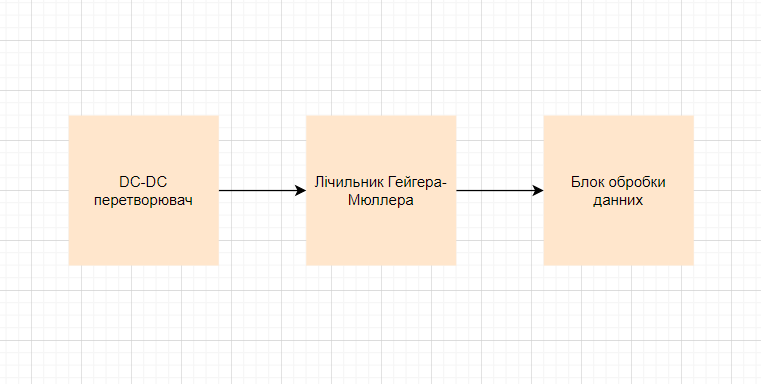 DC-DC
перетворювач
Лічильник Гейгера-
Мюллера
Блок обробки
данних